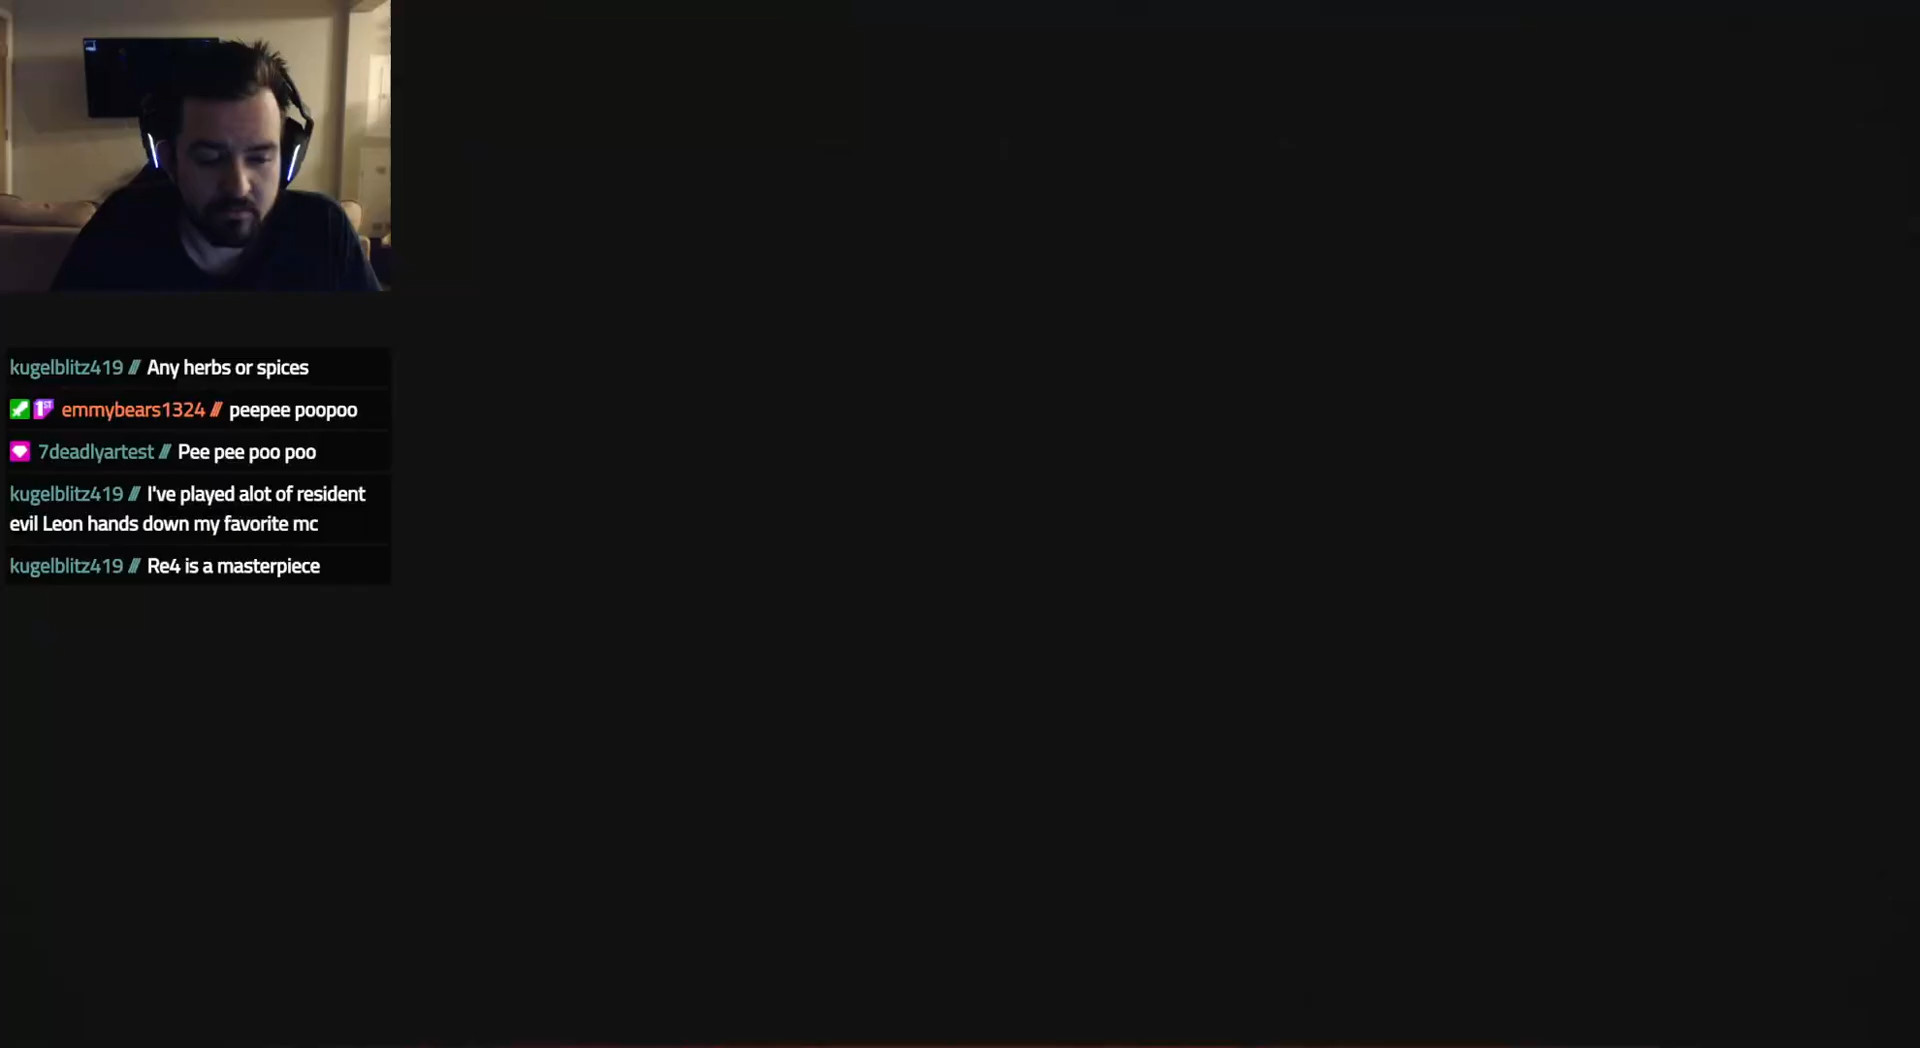 kugelblitz419 /// Any herbs or spices
1ST emmybears1324 /// peepee poopoo
7deadlyartest /// Pee pee poo poo
kugelblitz419 /// I've played alot of resident
evil Leon hands down my favorite mc
kugelblitz419 /// Re4 is a masterpiece